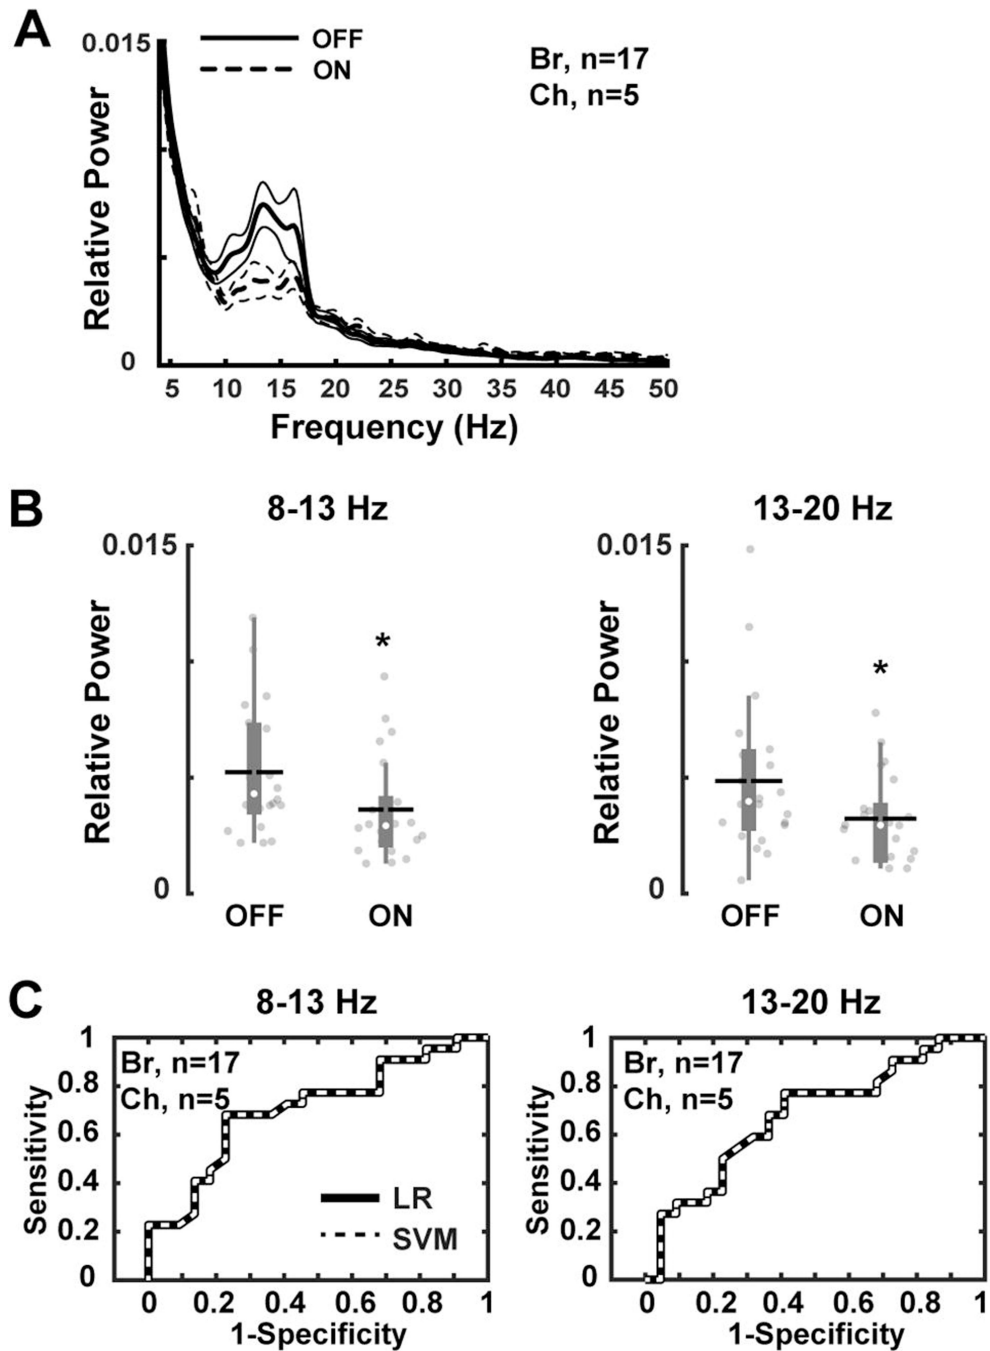 A
0.015
OFF
ON
Br, n=17
Ch, n=5
Relative Power
0
5 10 15 20 25 30 35 40 45 50
Frequency (Hz)
B
8-13 Hz
0.015
Relative Power
*
0
OFF ON
13-20 Hz
0.015
Relative Power
*
0
OFF ON
C
8-13 Hz
Br, n=17
Ch, n=5
1
0.8
0.6
0.4
0.2
0
Sensitivity
LR
SVM
0 0.2 0.4 0.6 0.8 1
1-Specificity
13-20 Hz
Br, n=17
Ch, n=5
1
0.8
0.6
0.4
0.2
0
Sensitivity
0 0.2 0.4 0.6 0.8 1
1-Specificity